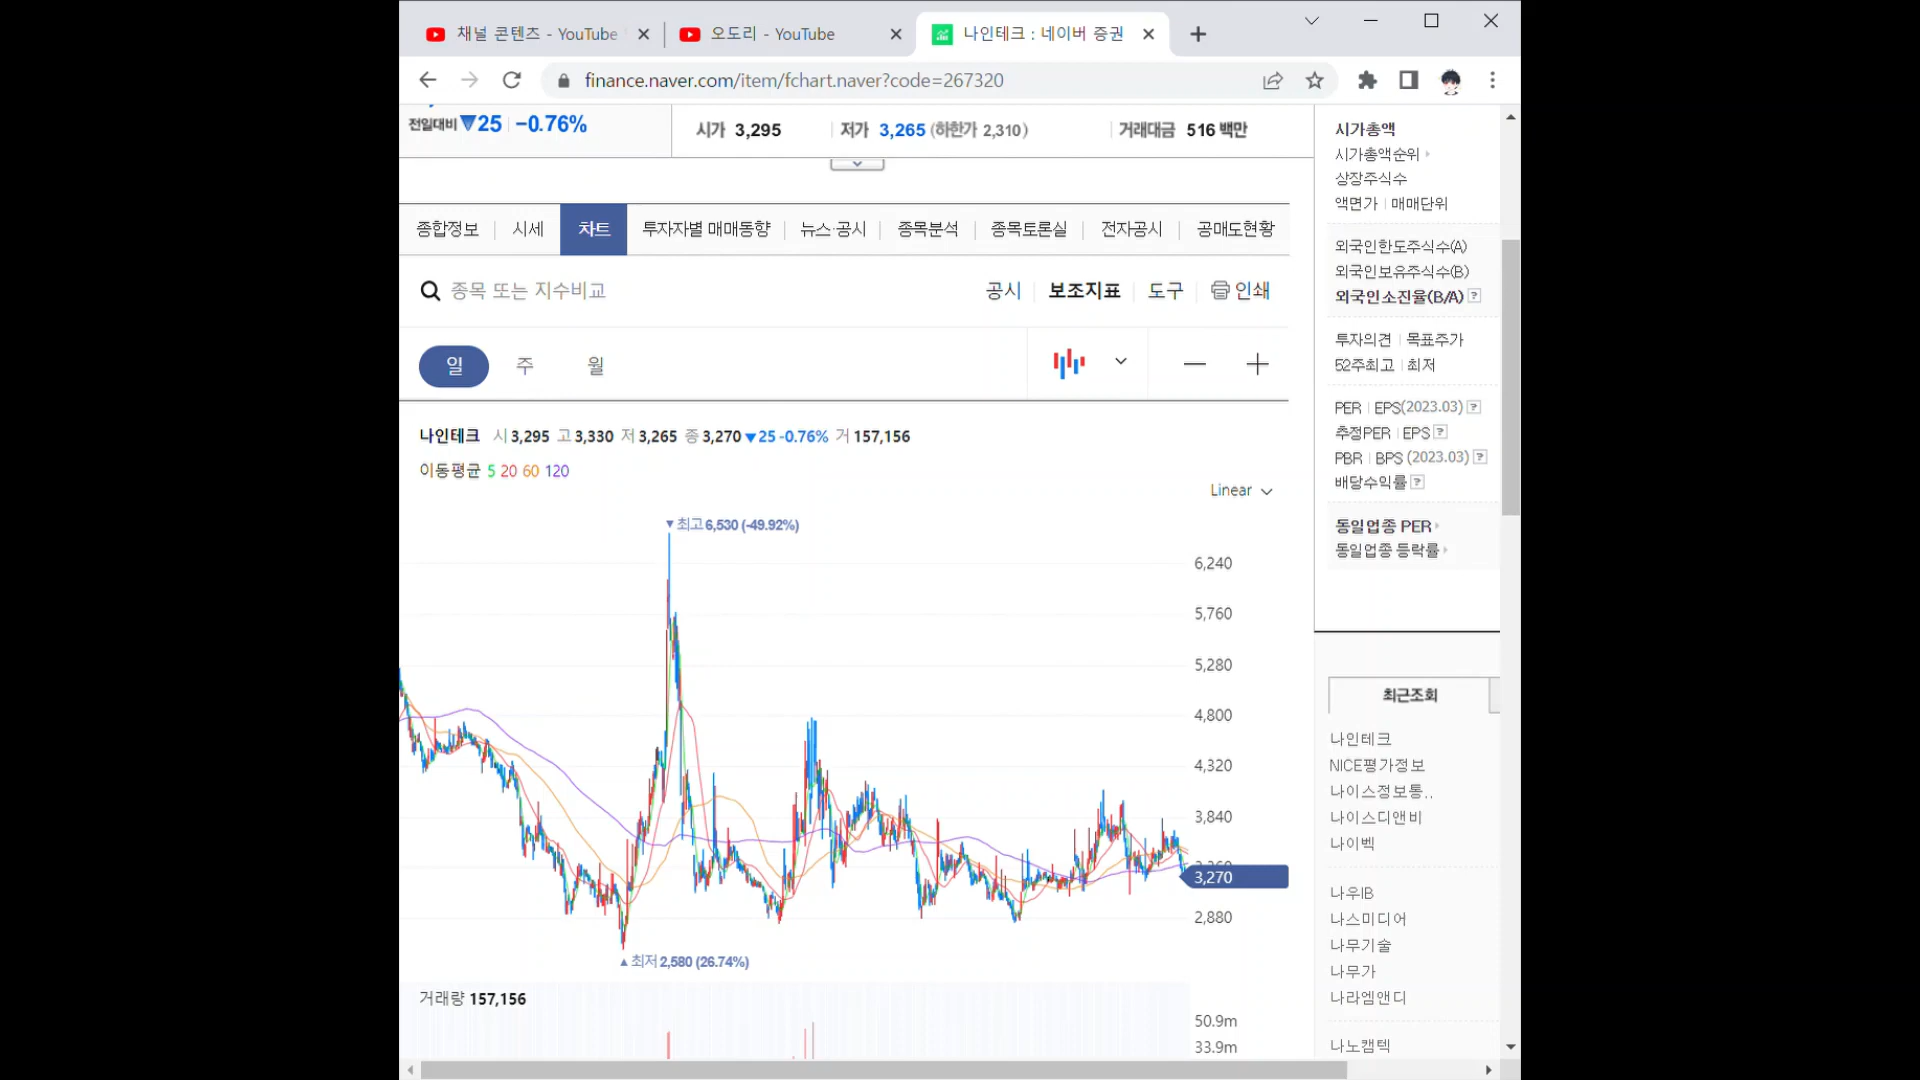 채널 콘텐츠 - YouTube
오도리 - YouTube
나인테크 : 네이버 증권
finance.naver.com/item/fchart.naver?code=267320
전일대비 ▼25 -0.76%
시가 3,295
저가 3,265 (하한가 2,310)
거래대금 516 백만
종합정보 시세 차트 투자자별 매매동향 뉴스·공시 종목분석 종목토론실 전자공시 공매도현황
종목 또는 지수비교
공시 보조지표 도구 인쇄
일 주 월
나인테크 시 3,295 고 3,330 저 3,265 종 3,270 ▼25 -0.76% 거 157,156
이동평균 5 20 60 120
Linear
▼최고 6,530 (-49.92%)
6,240
5,760
5,280
4,800
4,320
3,840
3,270
2,880
▲최저 2,580 (26.74%)
거래량 157,156
50.9m
33.9m
시가총액
시가총액순위
상장주식수
액면가 매매단위
외국인한도주식수(A)
외국인보유주식수(B)
외국인소진율(B/A) ?
투자의견 목표주가
52주최고 최저
PER EPS(2023.03) ?
추정PER EPS ?
PBR BPS (2023.03) ?
배당수익률 ?
동일업종 PER
동일업종 등락률
최근조회
나인테크
NICE평가정보
나이스정보통..
나이스디앤비
나이벡
나우IB
나스미디어
나무기술
나무가
나라엠앤디
나노캠텍